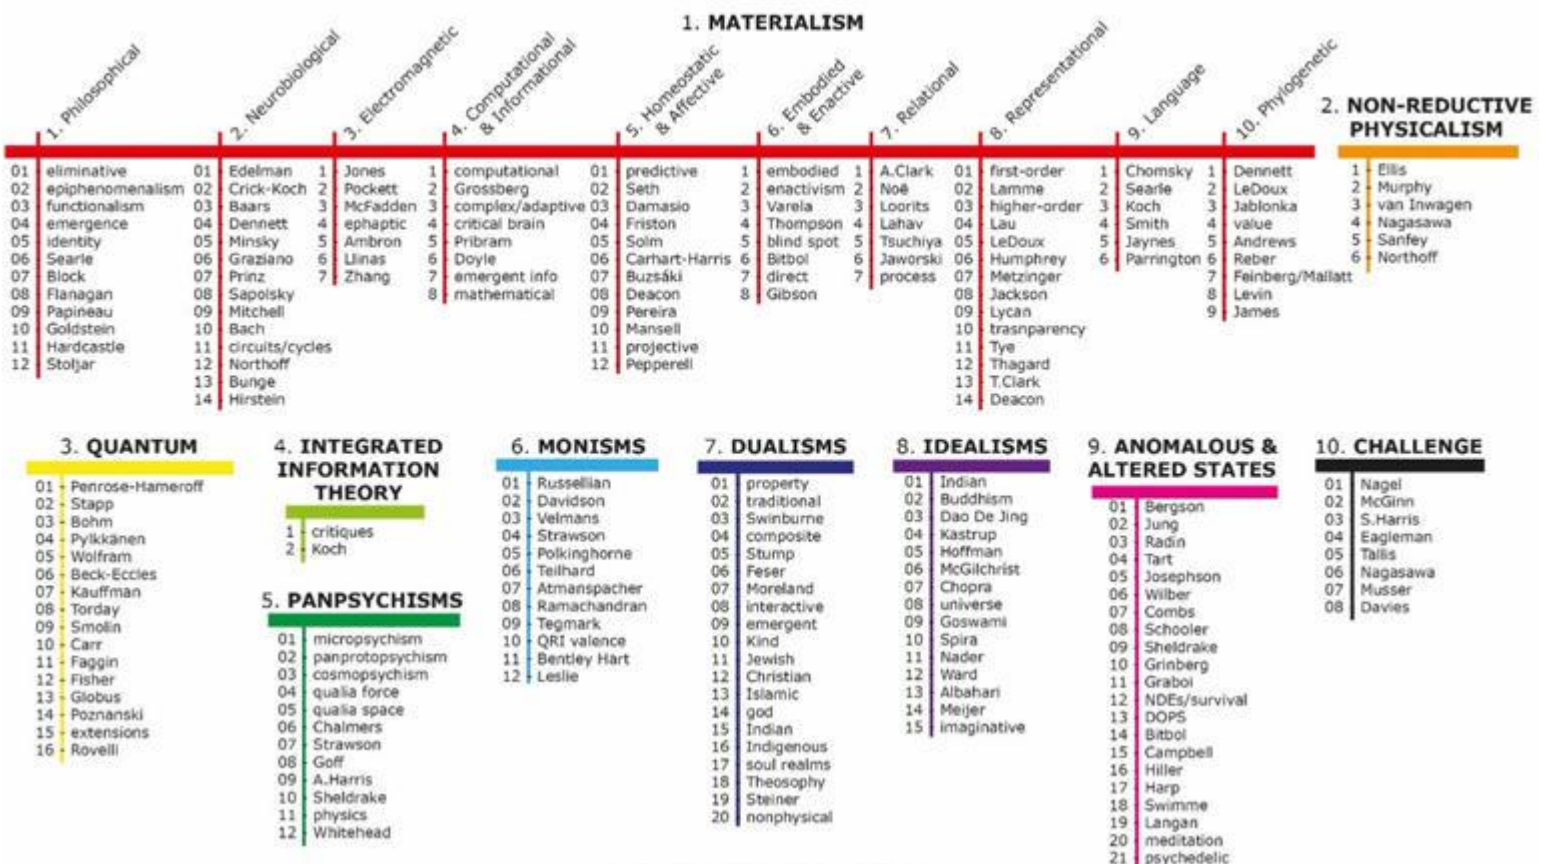 1. MATERIALISM
1. Philosophical
01 eliminative
02 epiphenomenalism
03 functionalism
04 emergence
05 identity
06 Searle
07 Block
08 Flanagan
09 Papineau
10 Goldstein
11 Hardcastle
12 Stoljar
2. Neurobiological
01 Edelman
02 Crick-Koch
03 Baars
04 Dennett
05 Minsky
06 Graziano
07 Prinz
08 Sapolsky
09 Mitchell
10 Bach
11 circuits/cycles
12 Northoff
13 Bunge
14 Hirstein
3. Electromagnetic
1 Jones
2 Pockett
3 McFadden
4 ephaptic
5 Ambron
6 Llinas
7 Zhang
4. Computational
& Informational
1 computational
2 Grossberg
3 complex/adaptive
4 critical brain
5 Pribram
6 Doyle
7 emergent info
8 mathematical
5. Homeostatic
& Affective
01 predictive
02 Seth
03 Damasio
04 Friston
05 Solm
06 Carhart-Harris
07 Buzsáki
08 Deacon
09 Pereira
10 Mansell
11 projective
12 Pepperell
6. Embodied
& Enactive
1 embodied
2 enactivism
3 Varela
4 Thompson
5 blind spot
6 Bitbol
7 direct
8 Gibson
7. Relational
1 A.Clark
2 Noë
3 Loorits
4 Lahav
5 Tsuchiya
6 Jaworski
7 process
8. Representational
01 first-order
02 Lamme
03 higher-order
04 Lau
05 LeDoux
06 Humphrey
07 Metzinger
08 Jackson
09 Lycan
10 trasnparency
11 Tye
12 Thagard
13 T.Clark
14 Deacon
9. Language
1 Chomsky
2 Searle
3 Koch
4 Smith
5 Jaynes
6 Parrington
10. Phylogenetic
1 Dennett
2 LeDoux
3 Jablonka
4 value
5 Andrews
6 Reber
7 Feinberg/Mallatt
8 Levin
9 James
2. NON-REDUCTIVE
PHYSICALISM
1 Ellis
2 Murphy
3 van Inwagen
4 Nagasawa
5 Sanfey
6 Northoff
3. QUANTUM
01 Penrose-Hameroff
02 Stapp
03 Bohm
04 Pylkkänen
05 Wolfram
06 Beck-Eccles
07 Kauffman
08 Torday
09 Smolin
10 Carr
11 Faggin
12 Fisher
13 Globus
14 Poznanski
15 extensions
16 Rovelli
4. INTEGRATED
INFORMATION
THEORY
1 critiques
2 Koch
5. PANPSYCHISMS
01 micropsychism
02 panprotopsychism
03 cosmopsychism
04 qualia force
05 qualia space
06 Chalmers
07 Strawson
08 Goff
09 A.Harris
10 Sheldrake
11 physics
12 Whitehead
6. MONISMS
01 Russellian
02 Davidson
03 Velmans
04 Strawson
05 Polkinghorne
06 Teilhard
07 Atmanspacher
08 Ramachandran
09 Tegmark
10 QRI valence
11 Bentley Hart
12 Leslie
7. DUALISMS
01 property
02 traditional
03 Swinburne
04 composite
05 Stump
06 Feser
07 Moreland
08 interactive
09 emergent
10 Kind
11 Jewish
12 Christian
13 Islamic
14 god
15 Indian
16 Indigenous
17 soul realms
18 Theosophy
19 Steiner
20 nonphysical
8. IDEALISMS
01 Indian
02 Buddhism
03 Dao De Jing
04 Kastrup
05 Hoffman
06 McGilchrist
07 Chopra
08 universe
09 Goswami
10 Spira
11 Nader
12 Ward
13 Albahari
14 Meijer
15 imaginative
9. ANOMALOUS &
ALTERED STATES
01 Bergson
02 Jung
03 Radin
04 Tart
05 Josephson
06 Wilber
07 Combs
08 Schooler
09 Sheldrake
10 Grinberg
11 Graboi
12 NDEs/survival
13 DOPS
14 Bitbol
15 Campbell
16 Hiller
17 Harp
18 Swimme
19 Langan
20 meditation
21 psychedelic
10. CHALLENGE
01 Nagel
02 McGinn
03 S.Harris
04 Eagleman
05 Tallis
06 Nagasawa
07 Musser
08 Davies